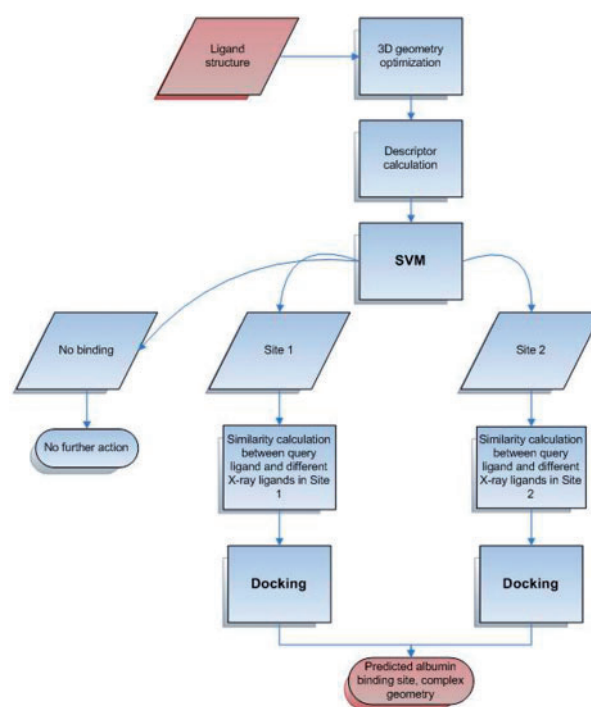 Ligand
structure
3D geometry
optimization
Descriptor
calculation
SVM
No binding
Site 1
Site 2
No further action
Similarity calculation
between query
ligand and different
X-ray ligands in Site
1
Similarity calculation
between query
ligand and different
X-ray ligands in Site
2
Docking
Docking
Predicted albumin
binding site, complex
geometry